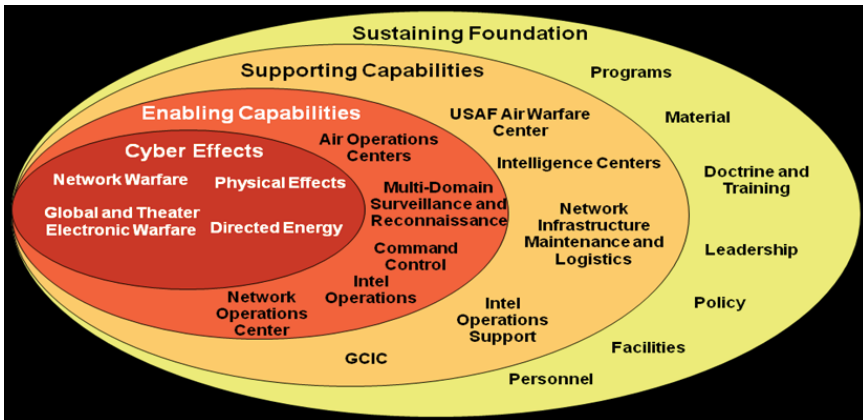 Sustaining Foundation
Supporting Capabilities
Programs
Enabling Capabilities
USAF Air Warfare
Center
Material
Air Operations
Centers
Cyber Effects
Intelligence Centers
Network Warfare
Physical Effects
Doctrine and
Training
Multi-Domain
Surveillance and
Reconnaissance
Global and Theater
Electronic Warfare
Directed Energy
Network
Infrastructure
Maintenance and
Logistics
Command
Control
Leadership
Intel
Operations
Network
Operations
Center
Intel
Operations
Support
Policy
GCIC
Facilities
Personnel